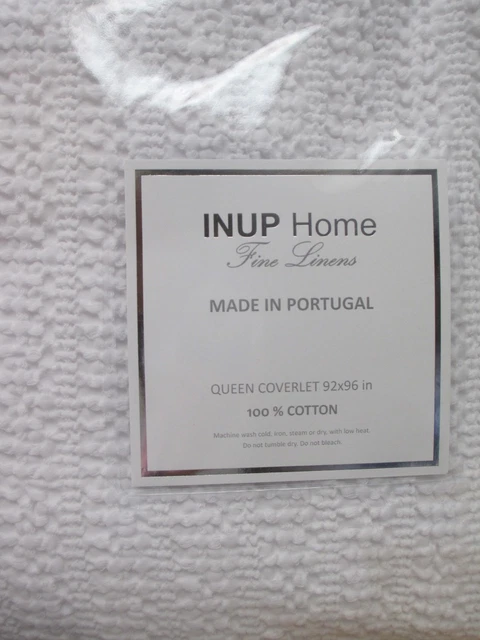 INUP Home
Fine Linens
MADE IN PORTUGAL
QUEEN COVERLET 92x96 in
100 % COTTON
Machine wash cold, iron, steam or dry, with low heat.
Do not tumble dry. Do not bleach.